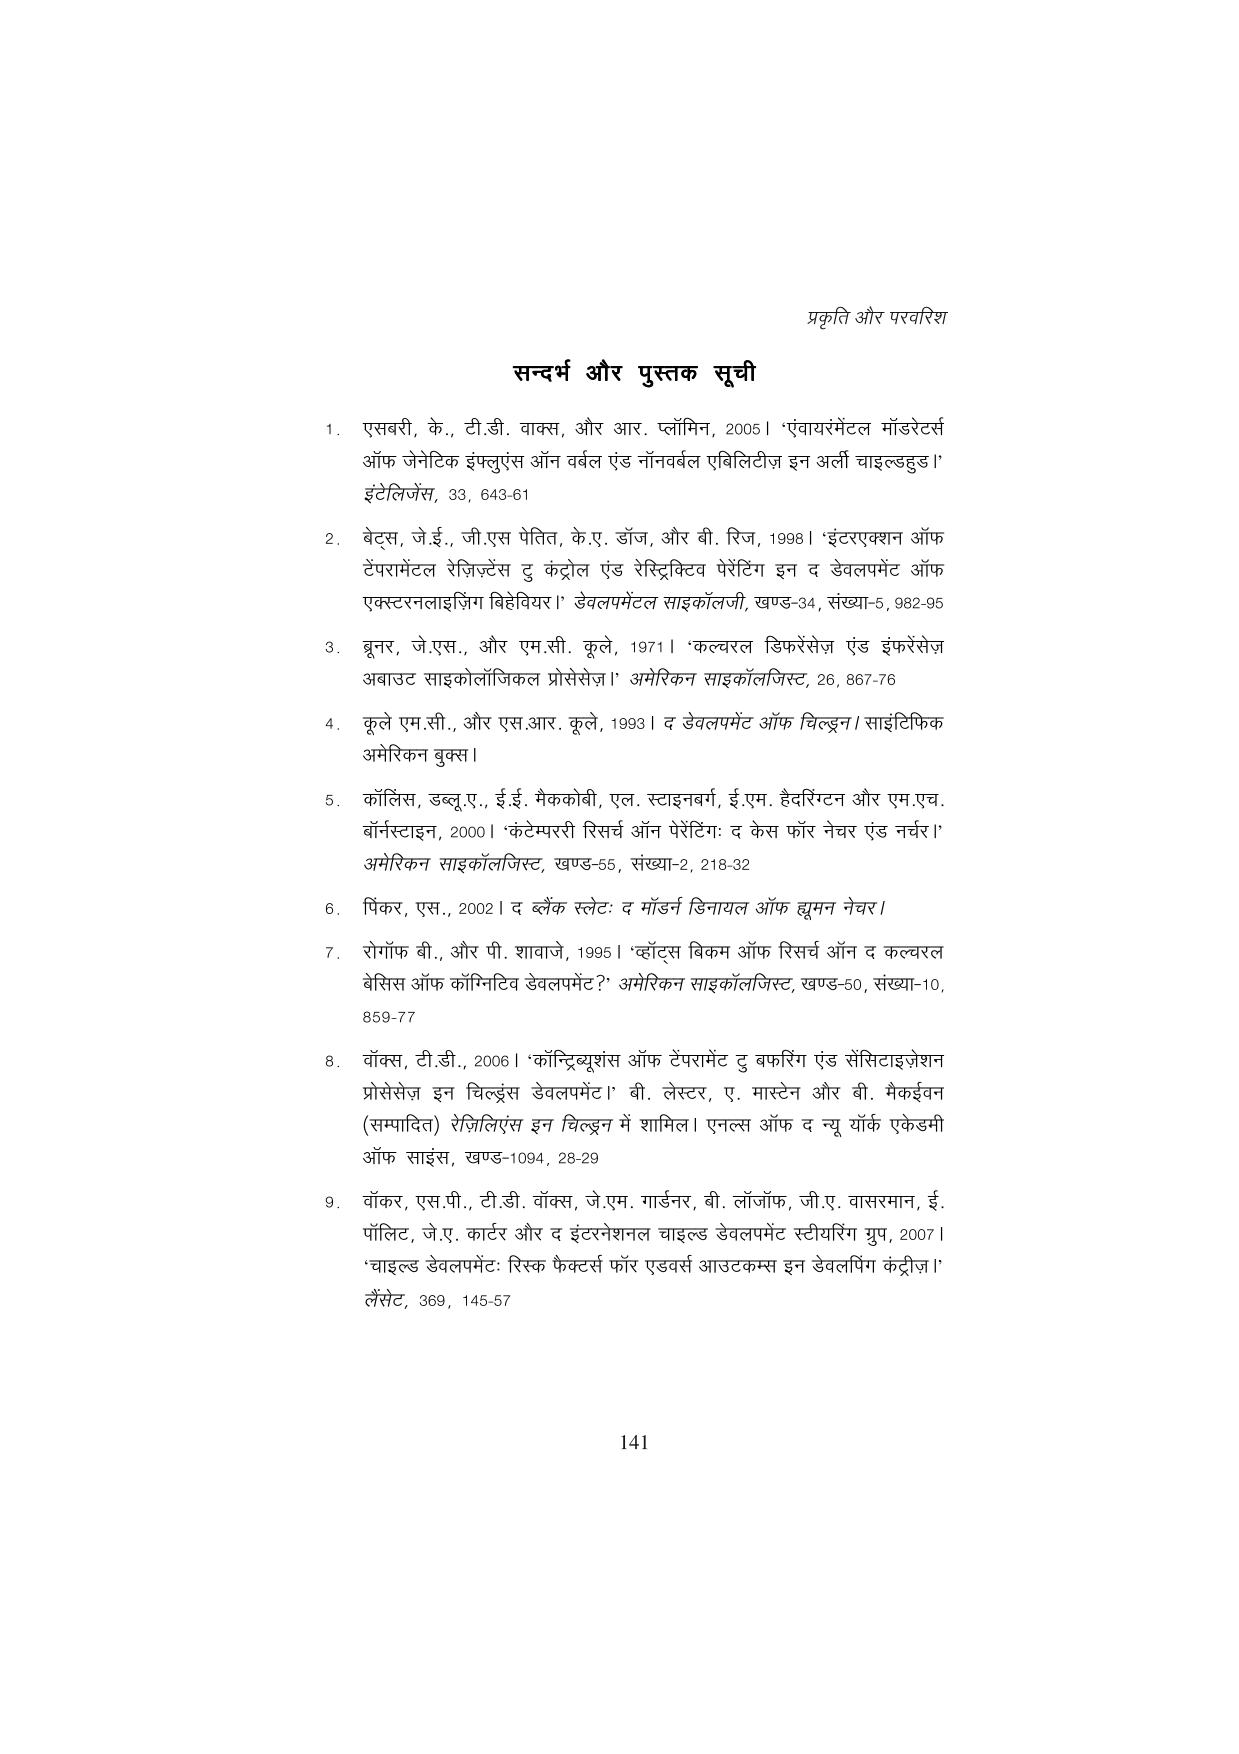 प्रकृति और परवरिश
सन्दर्भ और पुस्तक सूची
1. एसबरी, के., टी.डी. वाक्स, और आर. प्लॉमिन, 2005। ‘एंवायरंमेंटल मॉडरेटर्स
ऑफ जेनेटिक इंफ्लुएंस ऑन वर्बल एंड नॉनवर्बल एबिलिटीज़ इन अर्ली चाइल्डहुड।’
इंटेलिजेंस, 33, 643-61
2. बेट्स, जे.ई., जी.एस पेतित, के.ए. डॉज, और बी. रिज, 1998। ‘इंटरएक्शन ऑफ
टेंपरामेंटल रेज़िज़्टेंस टु कंट्रोल एंड रेस्ट्रिक्टिव पेरेंटिंग इन द डेवलपमेंट ऑफ
एक्स्टरनलाइज़िंग बिहेवियर।’ डेवलपमेंटल साइकॉलजी, खण्ड-34, संख्या-5, 982-95
3. ब्रूनर, जे.एस., और एम.सी. कूले, 1971। ‘कल्चरल डिफरेंसेज़ एंड इंफरेंसेज़
अबाउट साइकोलॉजिकल प्रोसेसेज़।’ अमेरिकन साइकॉलजिस्ट, 26, 867-76
4. कूले एम.सी., और एस.आर. कूले, 1993। द डेवलपमेंट ऑफ चिल्ड्रन। साइंटिफिक
अमेरिकन बुक्स।
5. कॉलिंस, डब्लू.ए., ई.ई. मैककोबी, एल. स्टाइनबर्ग, ई.एम. हैदरिंग्टन और एम.एच.
बॉर्नस्टाइन, 2000। ‘कंटेम्पररी रिसर्च ऑन पेरेंटिंगः द केस फॉर नेचर एंड नर्चर।’
अमेरिकन साइकॉलजिस्ट, खण्ड-55, संख्या-2, 218-32
6. पिंकर, एस., 2002। द ब्लैंक स्लेटः द मॉडर्न डिनायल ऑफ ह्यूमन नेचर।
7. रोगॉफ बी., और पी. शावाजे, 1995। ‘व्हॉट्स बिकम ऑफ रिसर्च ऑन द कल्चरल
बेसिस ऑफ कॉग्निटिव डेवलपमेंट?’ अमेरिकन साइकॉलजिस्ट, खण्ड-50, संख्या-10,
859-77
8. वॉक्स, टी.डी., 2006। ‘कॉन्ट्रिब्यूशंस ऑफ टेंपरामेंट टु बफरिंग एंड सेंसिटाइज़ेशन
प्रोसेसेज़ इन चिल्ड्रंस डेवलपमेंट।’ बी. लेस्टर, ए. मास्टेन और बी. मैकईवन
(सम्पादित) रेज़िलिएंस इन चिल्ड्रन में शामिल। एनल्स ऑफ द न्यू यॉर्क एकेडमी
ऑफ साइंस, खण्ड-1094, 28-29
9. वॉकर, एस.पी., टी.डी. वॉक्स, जे.एम. गार्डनर, बी. लॉजॉफ, जी.ए. वासरमान, ई.
पॉलिट, जे.ए. कार्टर और द इंटरनेशनल चाइल्ड डेवलपमेंट स्टीयरिंग ग्रुप, 2007।
‘चाइल्ड डेवलपमेंटः रिस्क फैक्टर्स फॉर एडवर्स आउटकम्स इन डेवलपिंग कंट्रीज़।’
लैंसेट, 369, 145-57
141